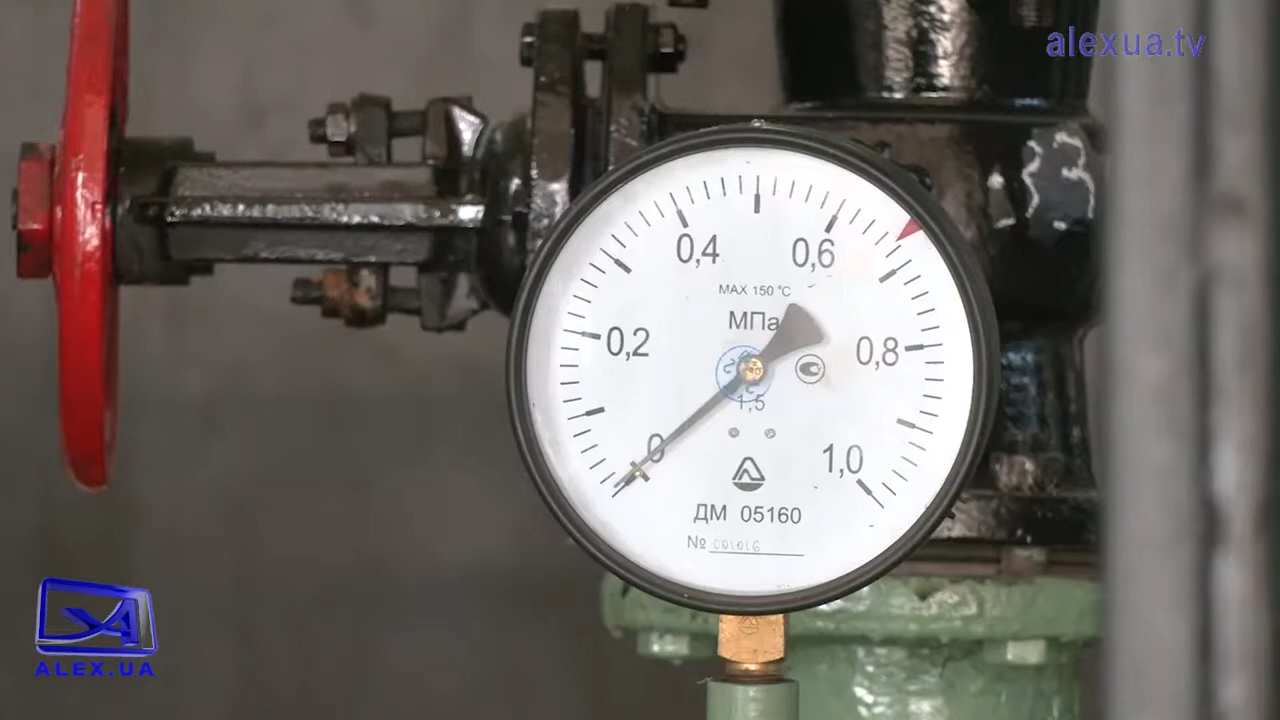 alexua.tv
0,4 0,6
MAX 150 °C
МПа
0,2 0,8
1,5
0 1,0
ДМ 05160
№ 001016
ALEX.UA